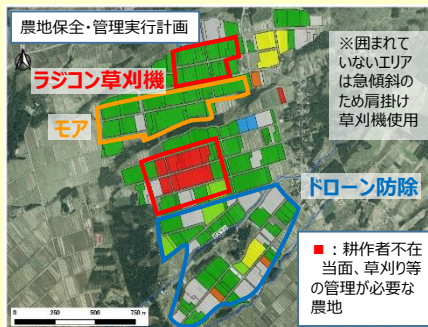 農地保全・管理実行計画
※囲まれて
いないエリア
は急傾斜の
ため肩掛け
草刈機使用
ラジコン草刈機
モア
ドローン防除
■:耕作者不在
当面、草刈り等
の管理が必要な
農地
0 250 500 750 m